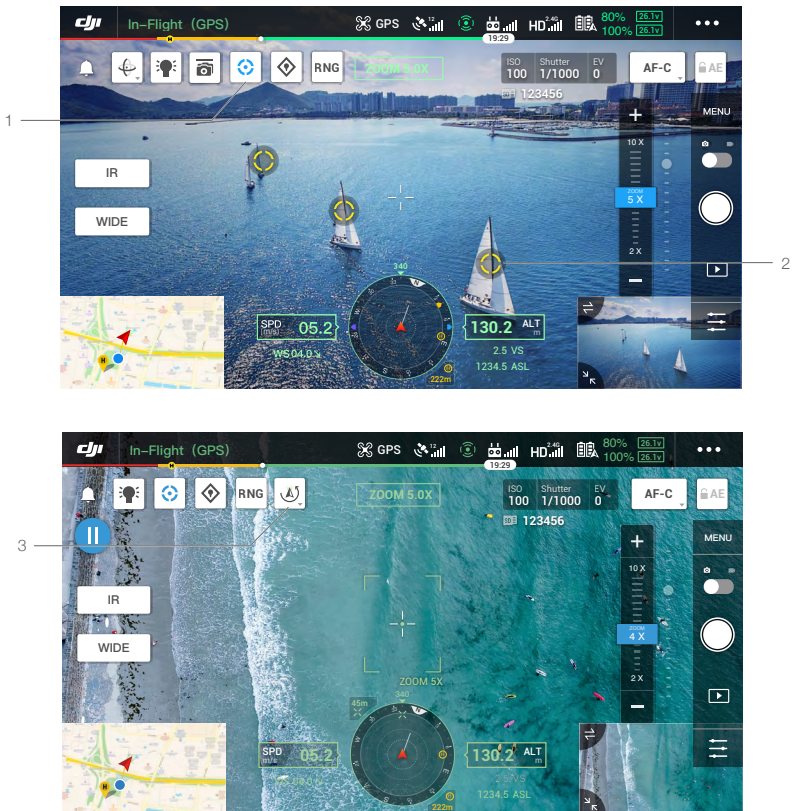 dji In-Flight (GPS) GPS 12 HD 2.4G 80% 26.1v
100% 26.1v
H 19:29
RNG ZOOM 5.0X ISO 100 Shutter 1/1000 EV 0 AF-C AE
123456
1
MENU
10 X
IR
ZOOM
5 X
WIDE
2 X
2
340
N
SPD (m/s) 05.2 130.2 ALT m
WS 04.0 2.5 VS
1234.5 ASL
H
222m
dji In-Flight (GPS) GPS 12 HD 2.4G 80% 26.1v
100% 26.1v
H 19:29
RNG ZOOM 5.0X ISO 100 Shutter 1/1000 EV 0 AF-C AE
123456
3
MENU
10 X
IR
ZOOM
4 X
WIDE
2 X
ZOOM 5X
340
45m
N
SPD m/s 05.2 130.2 ALT m
2.5 VS
1234.5 ASL
H
222m